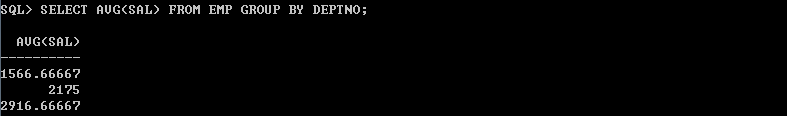 SQL> SELECT AVG(SAL) FROM EMP GROUP BY DEPTNO;
AVG(SAL)
----------
1566.66667
2175
2916.66667